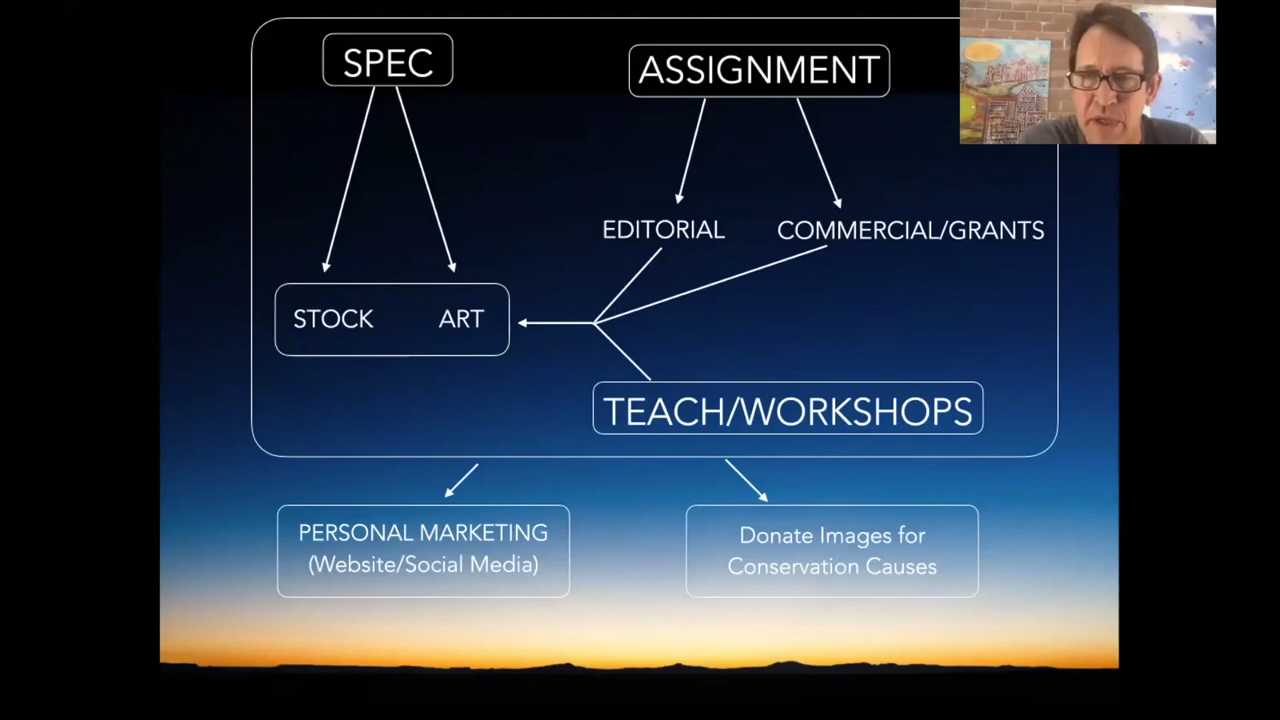 SPEC
ASSIGNMENT
EDITORIAL
COMMERCIAL/GRANTS
STOCK
ART
TEACH/WORKSHOPS
PERSONAL MARKETING
(Website/Social Media)
Donate Images for
Conservation Causes